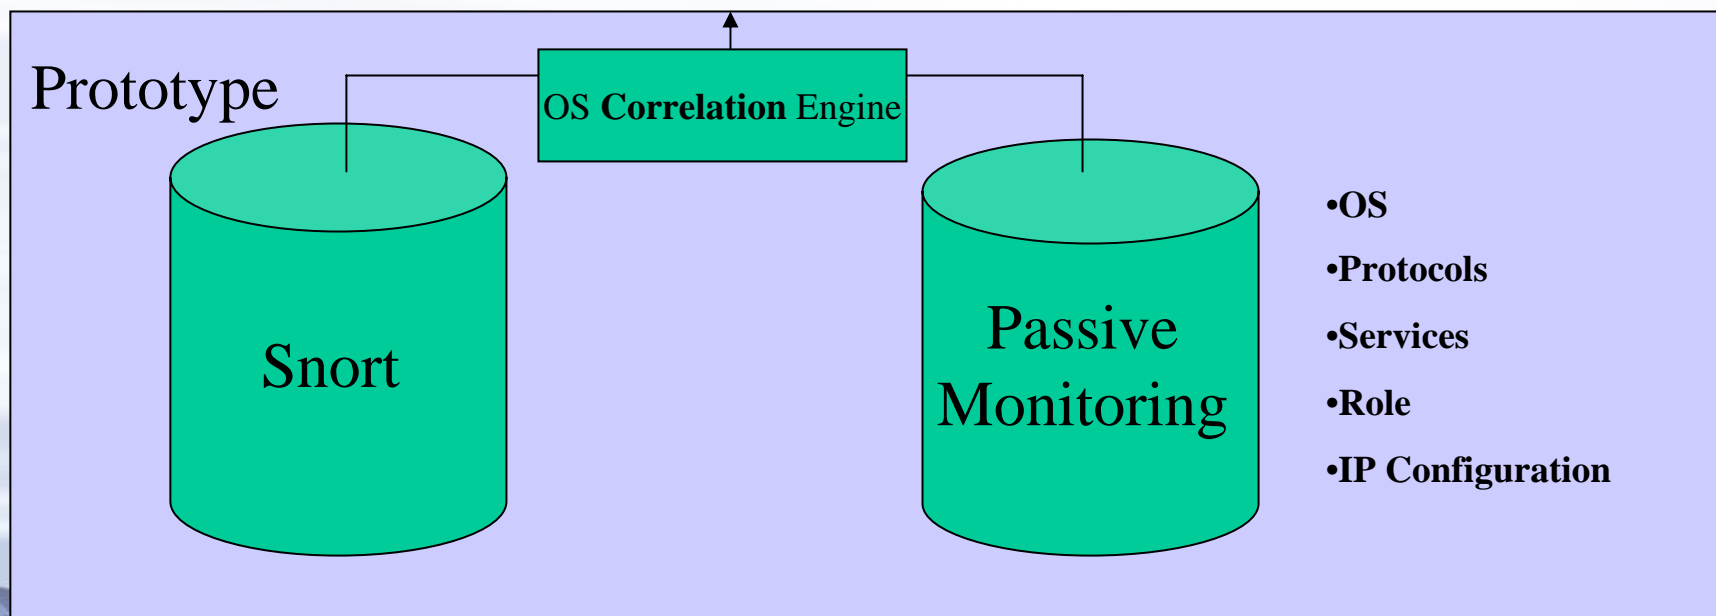 Prototype
OS Correlation Engine
Snort
Passive
Monitoring
•OS
•Protocols
•Services
•Role
•IP Configuration